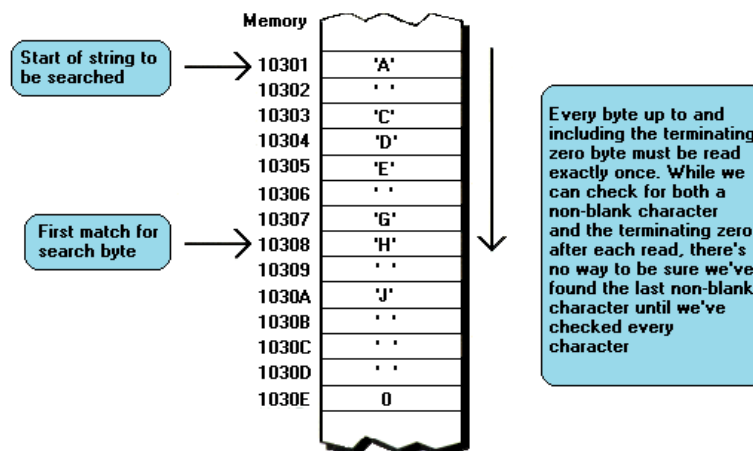 Memory
Start of string to
be searched
10301 'A'
10302 ' '
10303 'C'
10304 'D'
10305 'E'
10306 ' '
10307 'G'
First match for
search byte
10308 'H'
10309 ' '
1030A 'J'
1030B ' '
1030C ' '
1030D ' '
1030E 0
Every byte up to and
including the terminating
zero byte must be read
exactly once. While we
can check for both a
non-blank character
and the terminating zero
after each read, there's
no way to be sure we've
found the last non-blank
character until we've
checked every
character